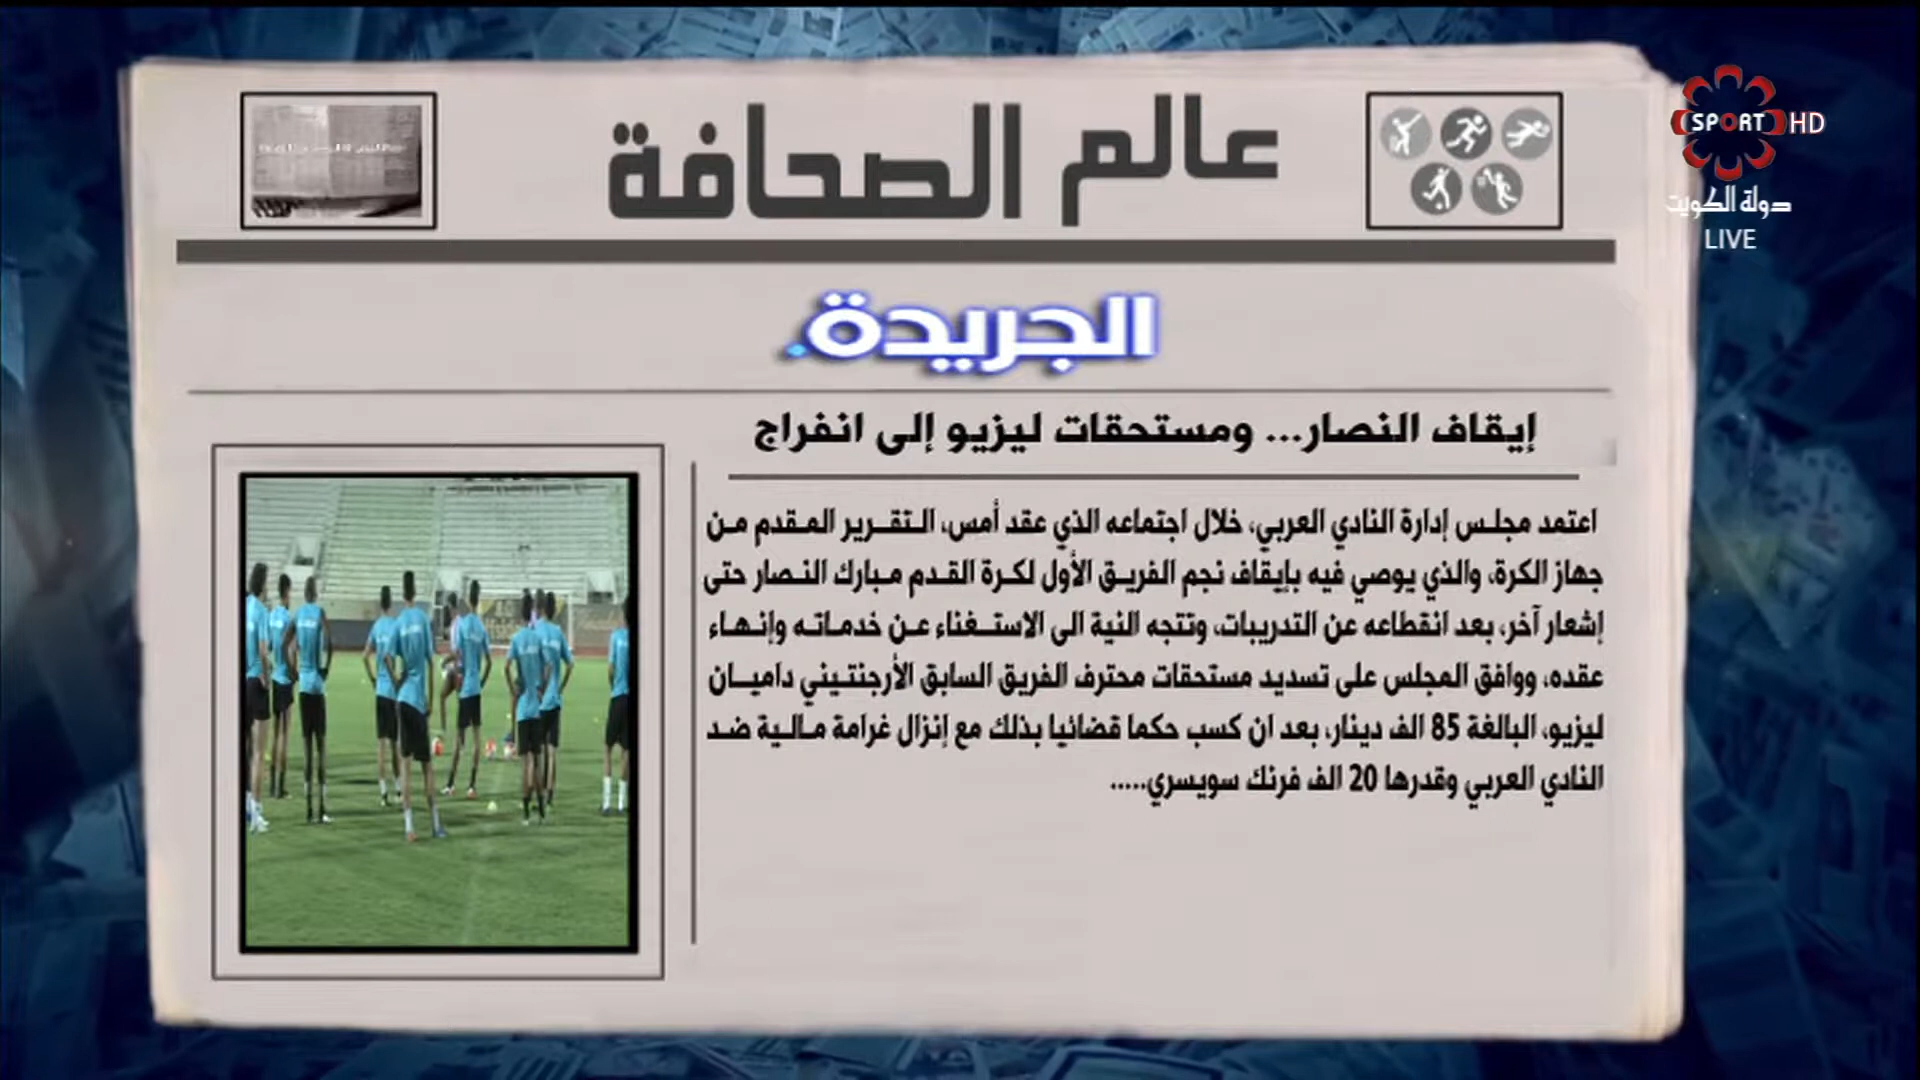 عالم الصحافة
SPORT HD
دولة الكويت
LIVE
الجريدة.
إيقاف النصار... ومستحقات ليزيو إلى انفراج
اعتمد مجلس إدارة النادي العربي، خلال اجتماعه الذي عقد أمس، التقرير المقدم من
جهاز الكرة، والذي يوصي فيه بإيقاف نجم الفريق الأول لكرة القدم مبارك النصار حتى
إشعار آخر، بعد انقطاعه عن التدريبات، وتتجه النية الى الاستغناء عن خدماته وإنهاء
عقده، ووافق المجلس على تسديد مستحقات محترف الفريق السابق الأرجنتيني داميان
ليزيو، البالغة 85 الف دينار، بعد ان كسب حكما قضائيا بذلك مع إنزال غرامة مالية ضد
النادي العربي وقدرها 20 الف فرنك سويسري.....